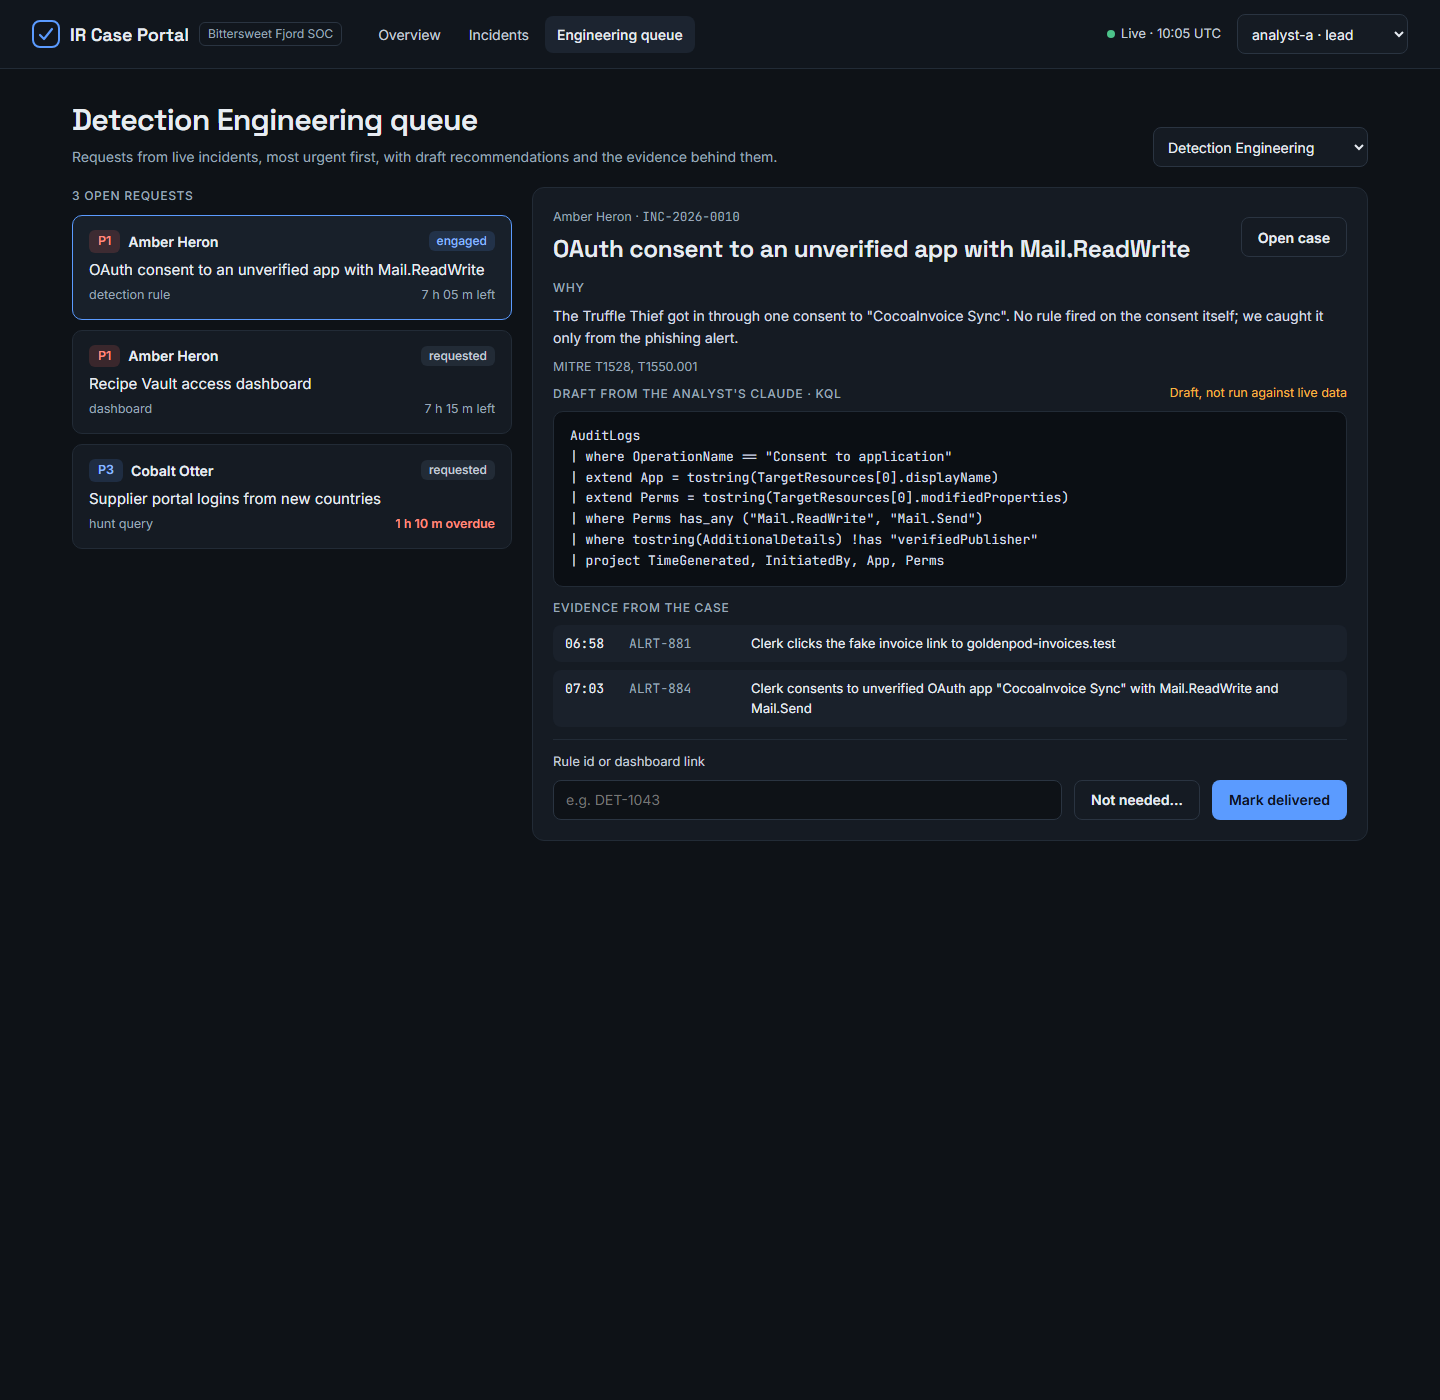 IR Case Portal
Bittersweet Fjord SOC
Overview
Incidents
Engineering queue
Live · 10:05 UTC
analyst-a · lead
Detection Engineering queue
Requests from live incidents, most urgent first, with draft recommendations and the evidence behind them.
Detection Engineering
3 OPEN REQUESTS
P1 Amber Heron engaged
OAuth consent to an unverified app with Mail.ReadWrite
detection rule 7 h 05 m left
P1 Amber Heron requested
Recipe Vault access dashboard
dashboard 7 h 15 m left
P3 Cobalt Otter requested
Supplier portal logins from new countries
hunt query 1 h 10 m overdue
Amber Heron · INC-2026-0010
OAuth consent to an unverified app with Mail.ReadWrite
Open case
WHY
The Truffle Thief got in through one consent to "CocoaInvoice Sync". No rule fired on the consent itself; we caught it
only from the phishing alert.
MITRE T1528, T1550.001
DRAFT FROM THE ANALYST'S CLAUDE · KQL
Draft, not run against live data
AuditLogs
| where OperationName == "Consent to application"
| extend App = tostring(TargetResources[0].displayName)
| extend Perms = tostring(TargetResources[0].modifiedProperties)
| where Perms has_any ("Mail.ReadWrite", "Mail.Send")
| where tostring(AdditionalDetails) !has "verifiedPublisher"
| project TimeGenerated, InitiatedBy, App, Perms
EVIDENCE FROM THE CASE
06:58 ALRT-881 Clerk clicks the fake invoice link to goldenpod-invoices.test
07:03 ALRT-884 Clerk consents to unverified OAuth app "CocoaInvoice Sync" with Mail.ReadWrite and
Mail.Send
Rule id or dashboard link
e.g. DET-1043
Not needed...
Mark delivered